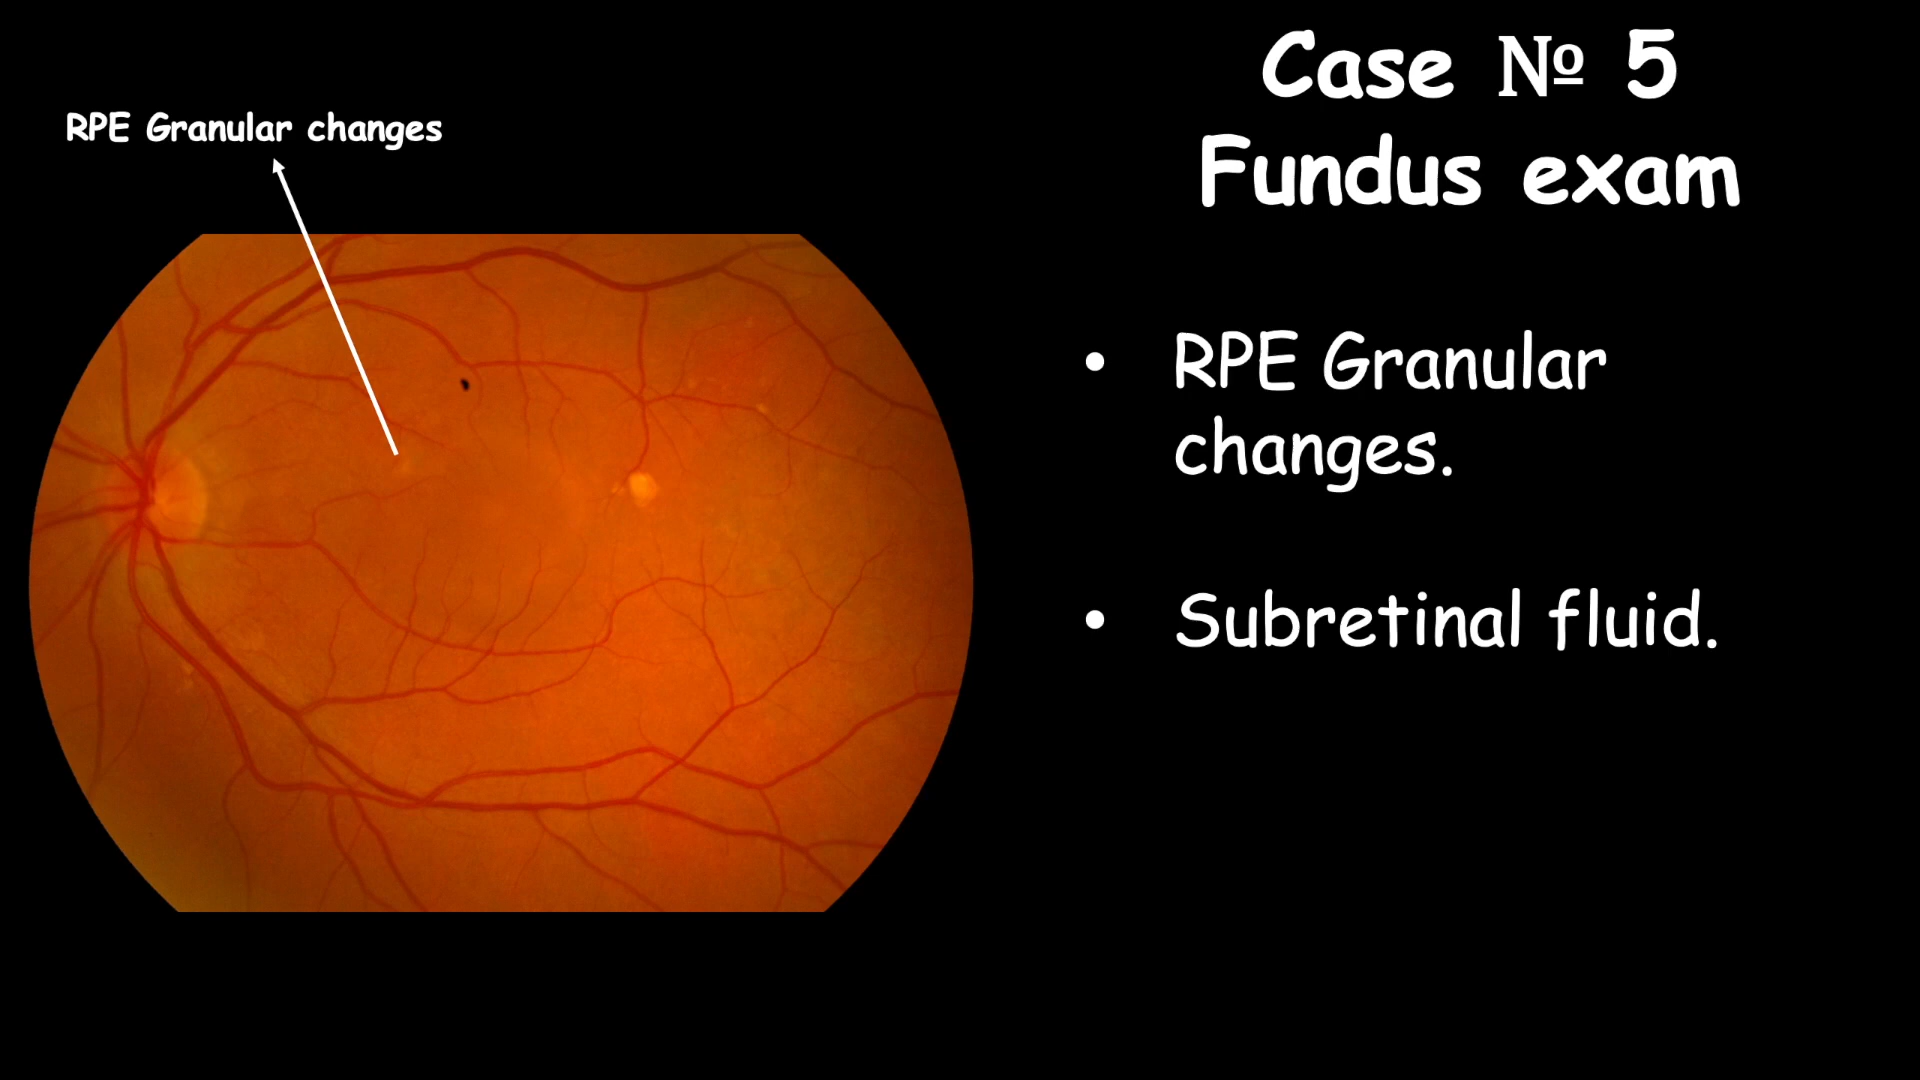 Case № 5
Fundus exam
RPE Granular changes
• RPE Granular
changes.
• Subretinal fluid.